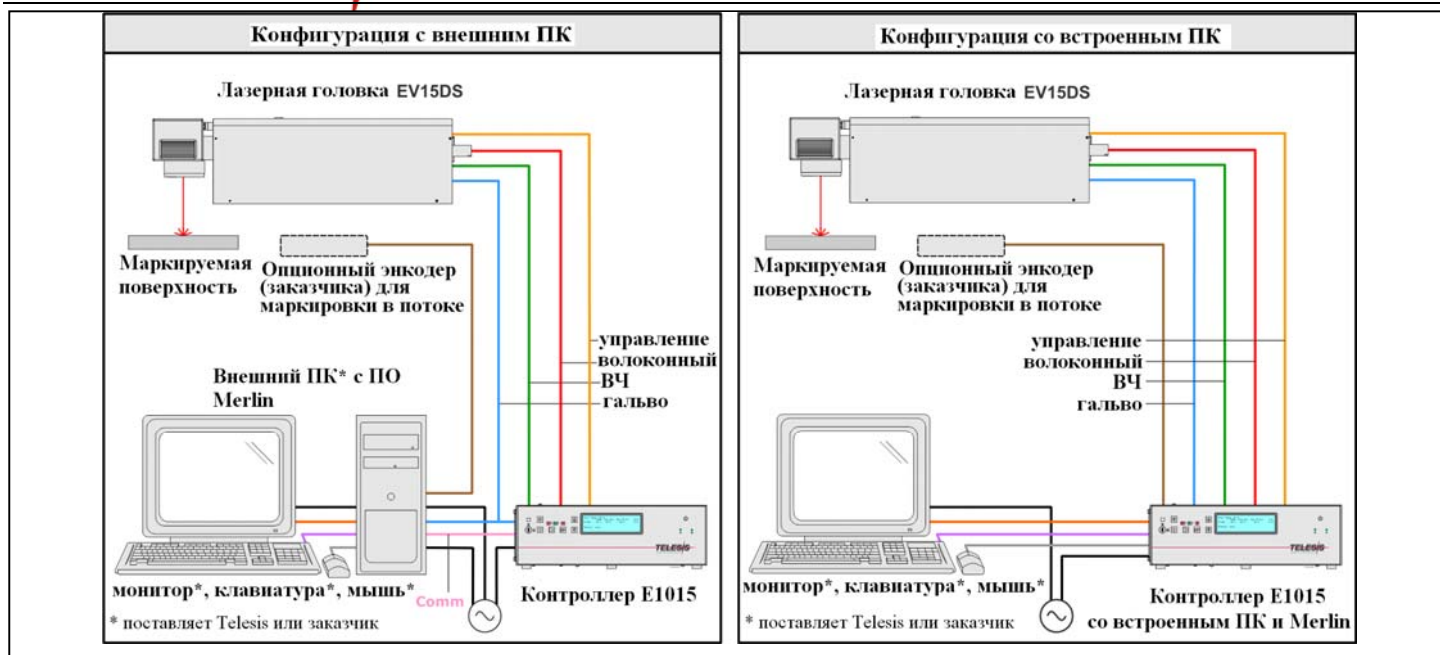 Конфигурация с внешним ПК
Лазерная головка EV15DS
Маркируемая
поверхность
Опционный энкодер
(заказчика) для
маркировки в потоке
управление
волоконный
ВЧ
гальво
Внешний ПК* с ПО
Merlin
TELESIS
монитор*, клавиатура*, мышь*
Comm
Контроллер E1015
* поставляет Telesis или заказчик
Конфигурация со встроенным ПК
Лазерная головка EV15DS
Маркируемая
поверхность
Опционный энкодер
(заказчика) для
маркировки в потоке
управление
волоконный
ВЧ
гальво
TELESIS
монитор*, клавиатура*, мышь*
Контроллер E1015
со встроенным ПК и Merlin
* поставляет Telesis или заказчик